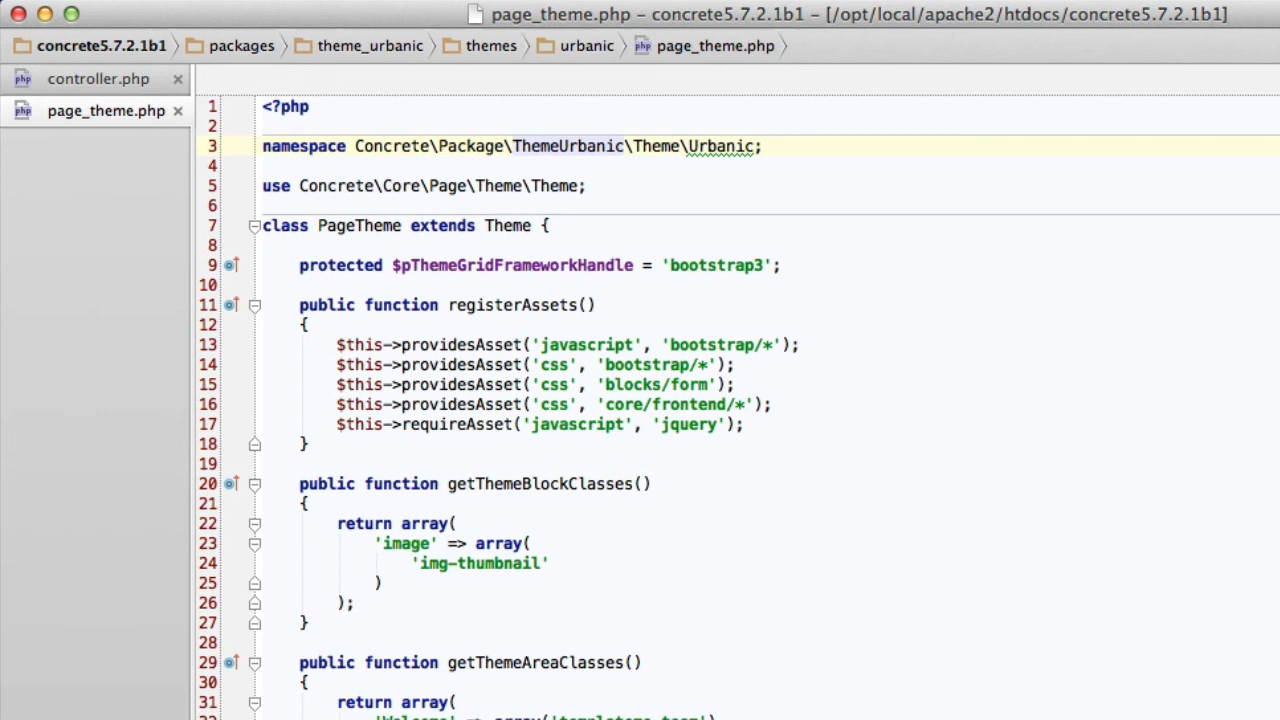 page_theme.php – concrete5.7.2.1b1 – [/opt/local/apache2/htdocs/concrete5.7.2.1b1]
concrete5.7.2.1b1 packages theme_urbanic themes urbanic page_theme.php
controller.php
page_theme.php
1 <?php
2
3 namespace Concrete\Package\ThemeUrbanic\Theme\Urbanic;
4
5 use Concrete\Core\Page\Theme\Theme;
6
7 class PageTheme extends Theme {
8
9 protected $pThemeGridFrameworkHandle = 'bootstrap3';
10
11 public function registerAssets()
12 {
13 $this->providesAsset('javascript', 'bootstrap/*');
14 $this->providesAsset('css', 'bootstrap/*');
15 $this->providesAsset('css', 'blocks/form');
16 $this->providesAsset('css', 'core/frontend/*');
17 $this->requireAsset('javascript', 'jquery');
18 }
19
20 public function getThemeBlockClasses()
21 {
22 return array(
23 'image' => array(
24 'img-thumbnail'
25 )
26 );
27 }
28
29 public function getThemeAreaClasses()
30 {
31 return array(